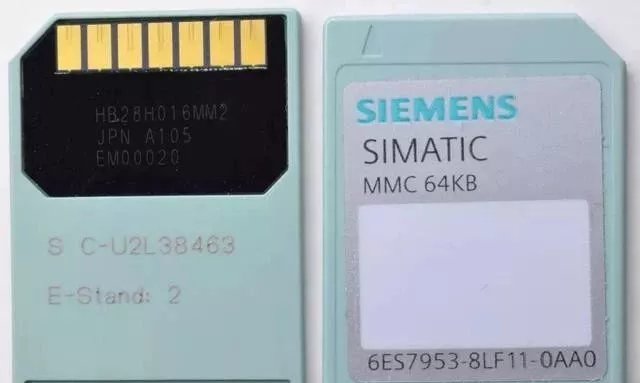 HB28H016MM2
JPN A105
EM00020
S C-U2L38463
E-Stand: 2
SIEMENS
SIMATIC
MMC 64KB
6ES7953-8LF11-0AA0